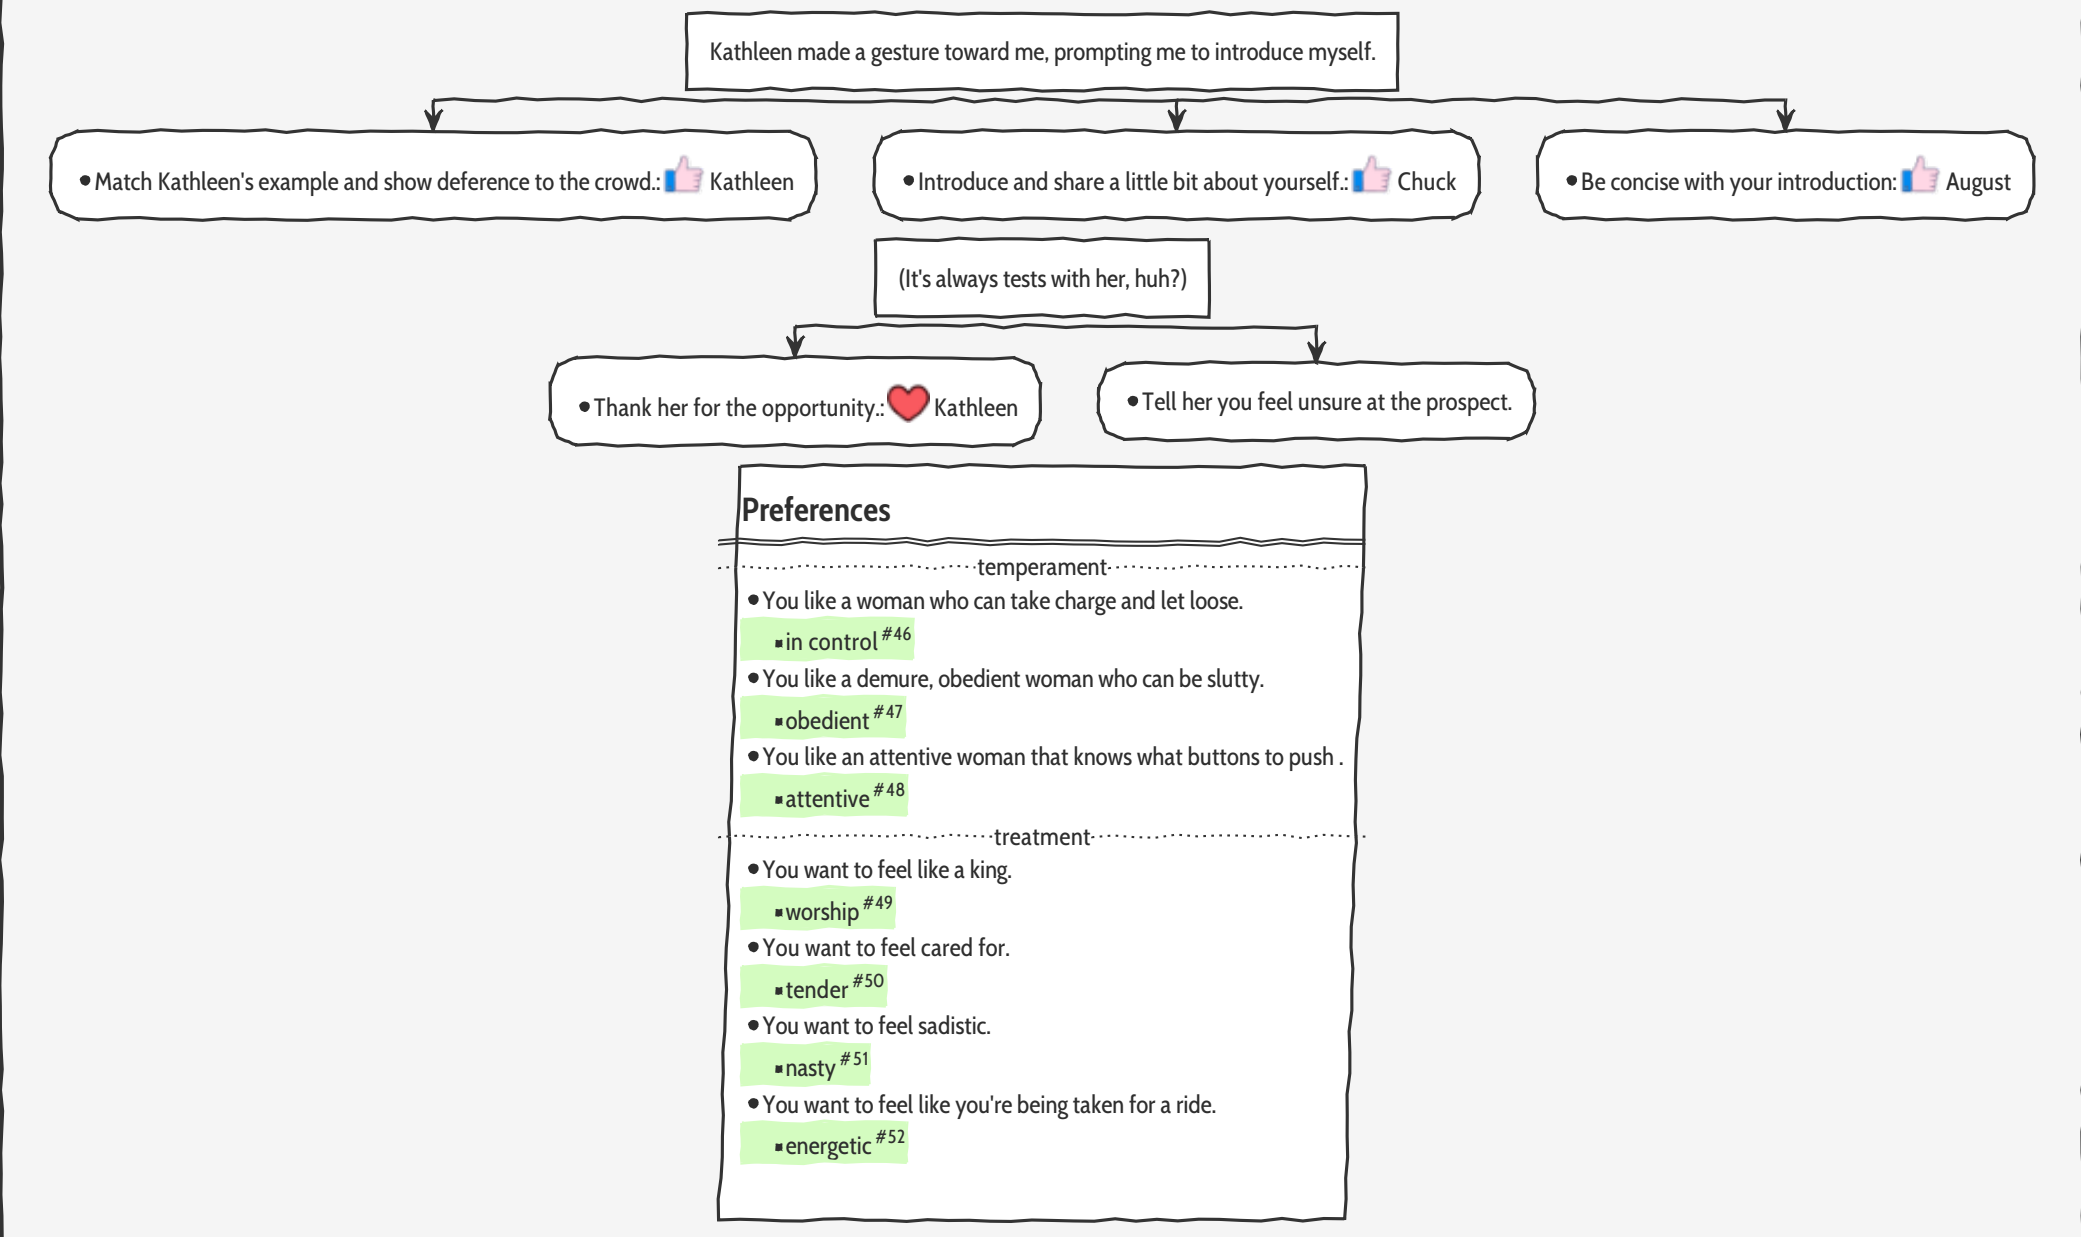 Kathleen made a gesture toward me, prompting me to introduce myself.
•Match Kathleen's example and show deference to the crowd.: 👍 Kathleen
•Introduce and share a little bit about yourself.: 👍 Chuck
•Be concise with your introduction: 👍 August
(It's always tests with her, huh?)
•Thank her for the opportunity.: ❤ Kathleen
•Tell her you feel unsure at the prospect.
Preferences
temperament
•You like a woman who can take charge and let loose.
▪in control #46
•You like a demure, obedient woman who can be slutty.
▪obedient #47
•You like an attentive woman that knows what buttons to push .
▪attentive #48
treatment
•You want to feel like a king.
▪worship #49
•You want to feel cared for.
▪tender #50
•You want to feel sadistic.
▪nasty #51
•You want to feel like you're being taken for a ride.
▪energetic #52